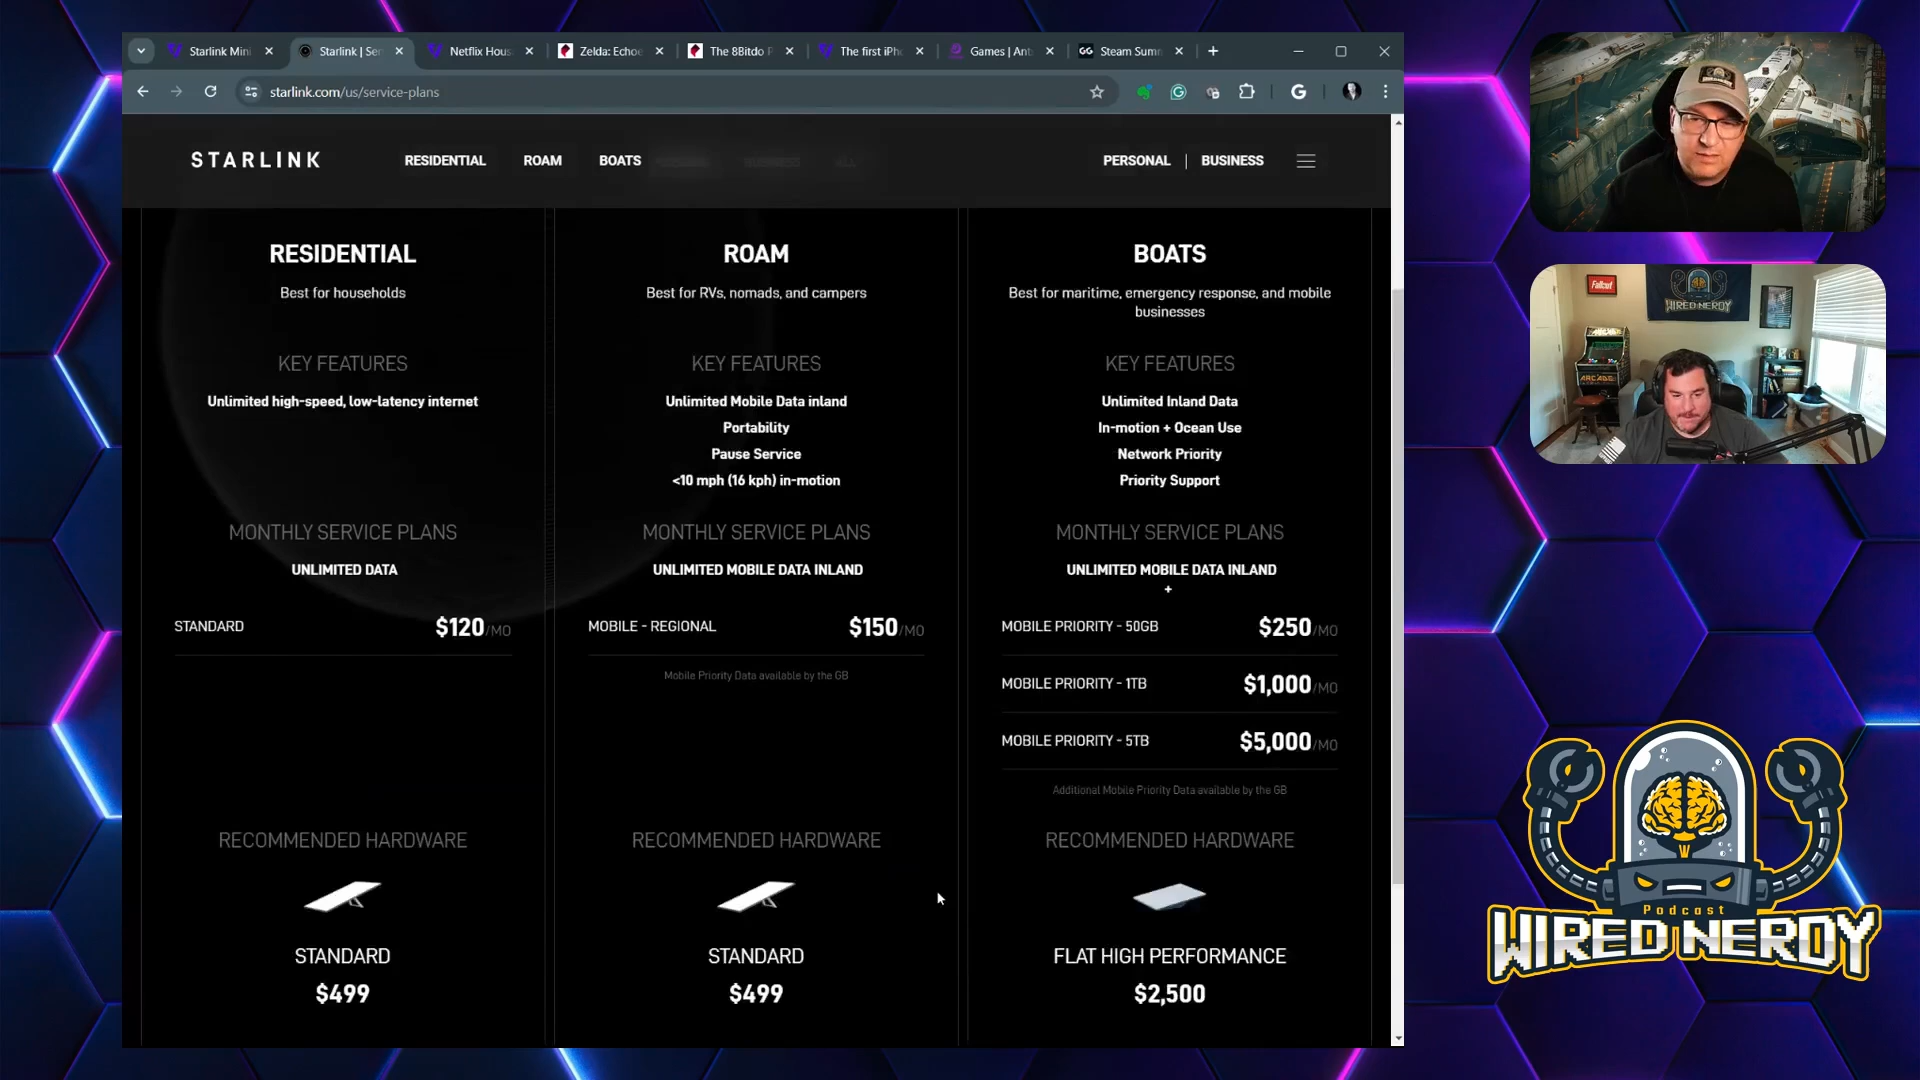 Starlink Mini
Starlink | Ser
Netflix Hous
Zelda: Echoe
The 8Bitdo
The first iPh
Games | Ant
GG
Steam Sum
starlink.com/us/service-plans
STARLINK
RESIDENTIAL
ROAM
BOATS
BUSINESS
ALL
PERSONAL | BUSINESS
RESIDENTIAL
Best for households
KEY FEATURES
Unlimited high-speed, low-latency internet
MONTHLY SERVICE PLANS
UNLIMITED DATA
STANDARD $120/MO
RECOMMENDED HARDWARE
STANDARD
$499
ROAM
Best for RVs, nomads, and campers
KEY FEATURES
Unlimited Mobile Data inland
Portability
Pause Service
<10 mph (16 kph) in-motion
MONTHLY SERVICE PLANS
UNLIMITED MOBILE DATA INLAND
MOBILE - REGIONAL $150/MO
Mobile Priority Data available by the GB
RECOMMENDED HARDWARE
STANDARD
$499
BOATS
Best for maritime, emergency response, and mobile
businesses
KEY FEATURES
Unlimited Inland Data
In-motion + Ocean Use
Network Priority
Priority Support
MONTHLY SERVICE PLANS
UNLIMITED MOBILE DATA INLAND
+
MOBILE PRIORITY - 50GB $250/MO
MOBILE PRIORITY - 1TB $1,000/MO
MOBILE PRIORITY - 5TB $5,000/MO
Additional Mobile Priority Data available by the GB
RECOMMENDED HARDWARE
FLAT HIGH PERFORMANCE
$2,500
Fallout
WIRED NERDY
ARCADE
Podcast
WIRED NERDY